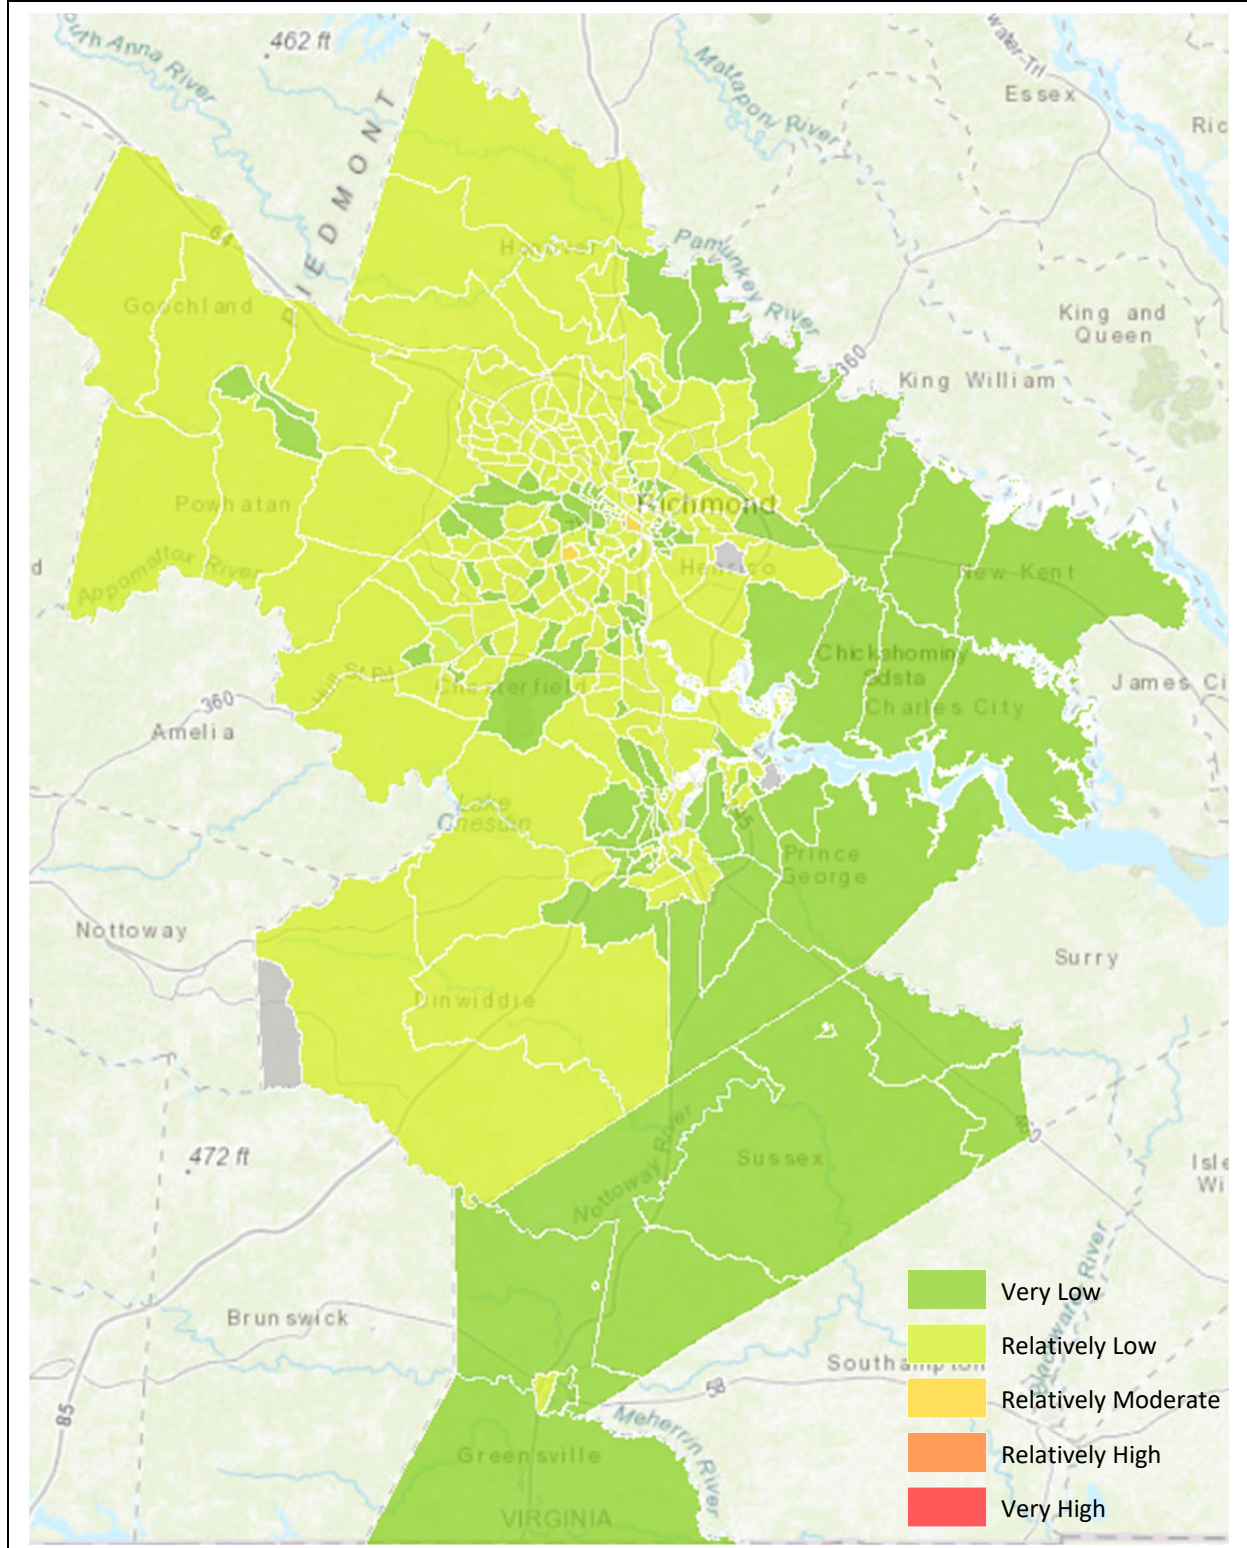 462 ft
Essex
Ric
Mattaponi River
PIEDMONT
64
Hanover
Pamunkey River
Goochland
King and
Queen
360
King William
Powhatan
Richmond
d
Appomattox River
Henrico
New Kent
Chickahominy
Sdsta
James Ci
Chesterfield
360
Charles City
Amelia
Lake
Chesdin
Prince
George
Nottoway
Surry
Dinwiddie
472 ft
Sussex
Nottoway River
Isle
Wi
Very Low
Brunswick
Relatively Low
Southampton
Blackwater River
58
Relatively Moderate
85
Meherrin River
Greensville
Relatively High
VIRGINIA
Very High